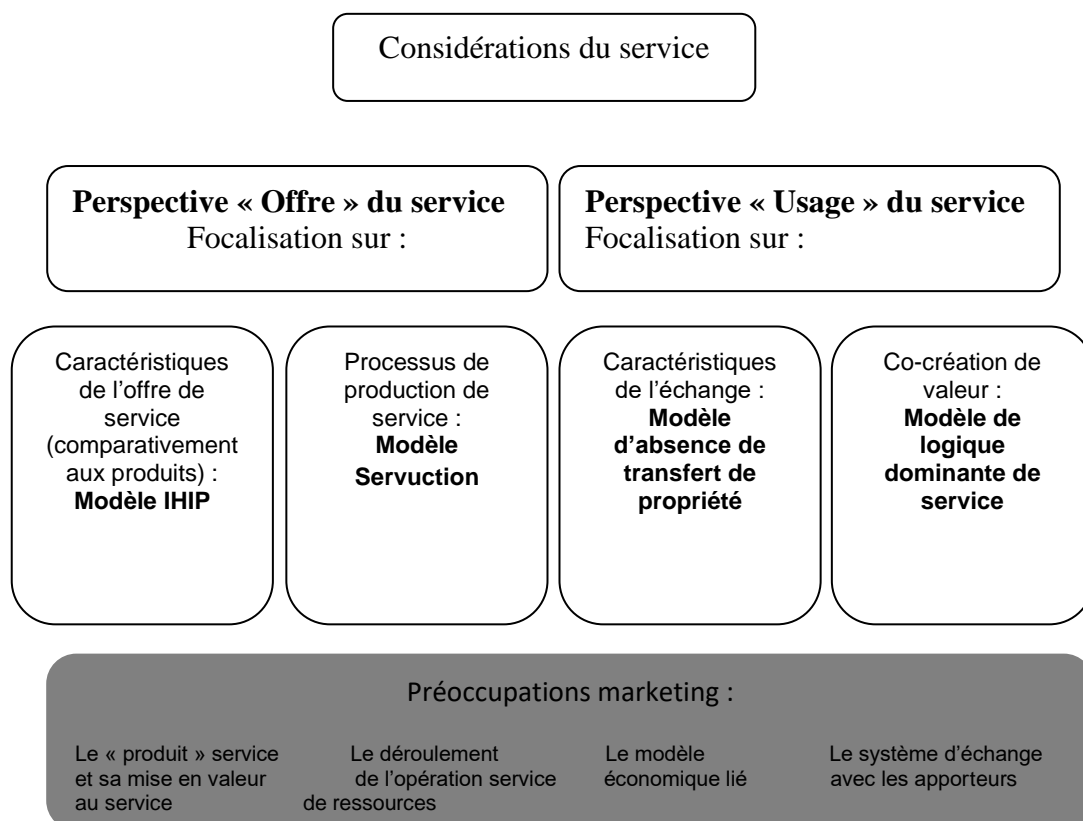 Considérations du service
Perspective « Offre » du service
Focalisation sur :
Perspective « Usage » du service
Focalisation sur :
Caractéristiques
de l’offre de
service
(comparativement
aux produits) :
Modèle IHIP
Processus de
production de
service :
Modèle
Servuction
Caractéristiques
de l’échange :
Modèle
d’absence de
transfert de
propriété
Co-création de
valeur :
Modèle de
logique
dominante de
service
Préoccupations marketing :
Le « produit » service
et sa mise en valeur
au service
Le déroulement
de l’opération service
de ressources
Le modèle
économique lié
Le système d’échange
avec les apporteurs